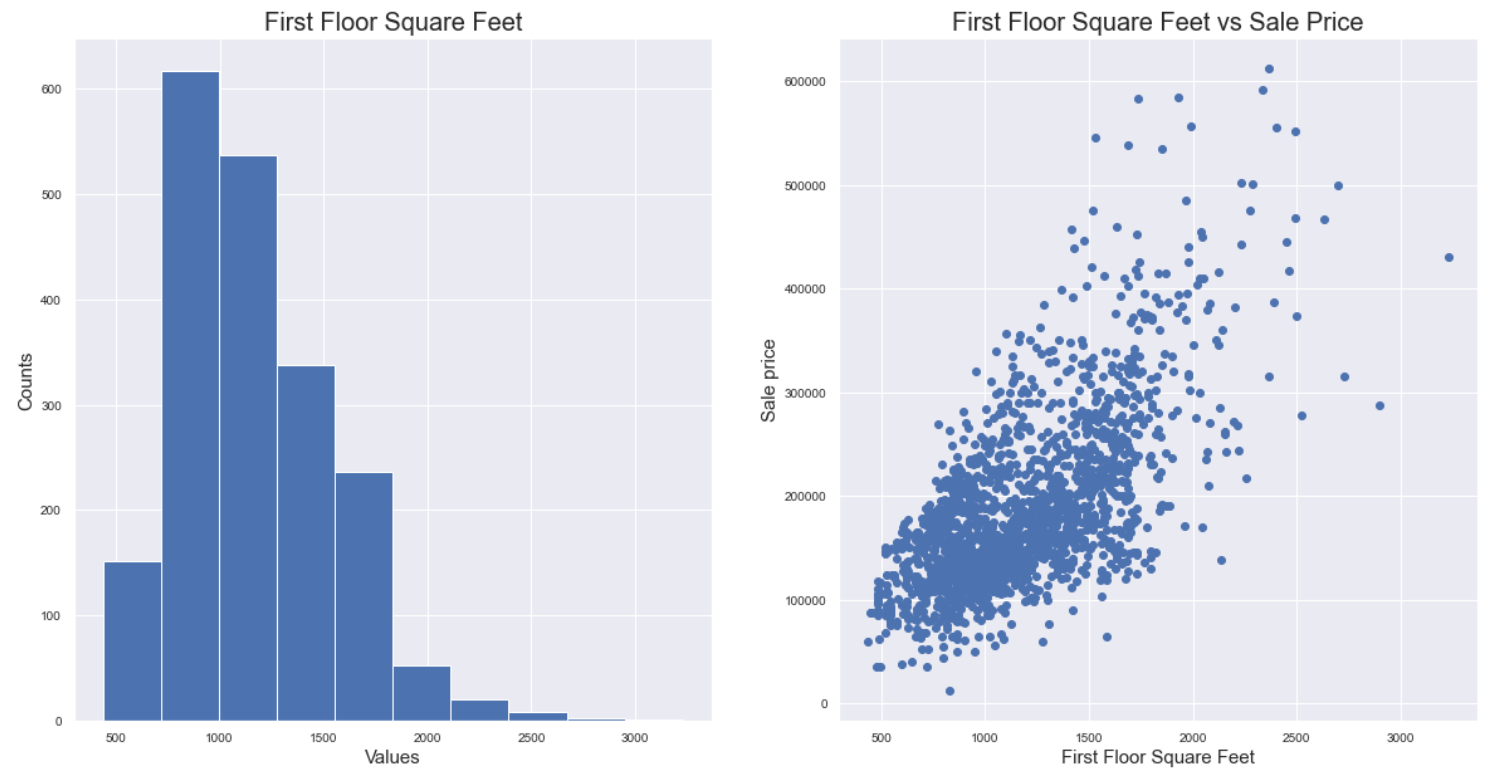 First Floor Square Feet
600
500
400
300
200
100
0
Counts
500 1000 1500 2000 2500 3000
Values
First Floor Square Feet vs Sale Price
600000
500000
400000
300000
200000
100000
0
Sale price
500 1000 1500 2000 2500 3000
First Floor Square Feet